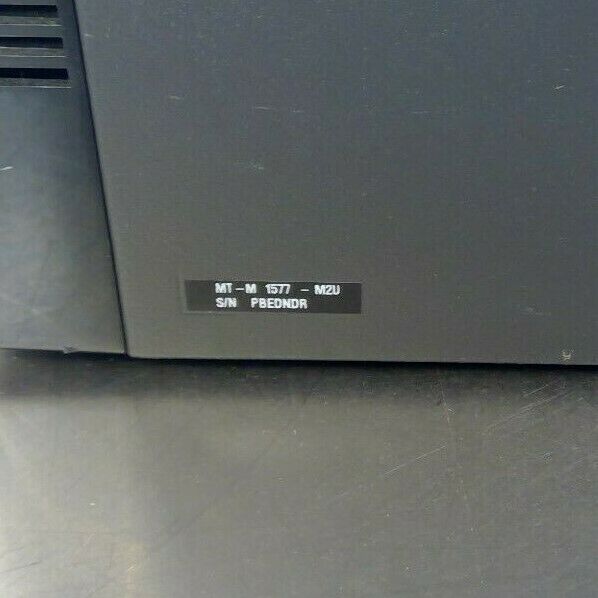 MT-M 1577 - M2U
S/N PBEDNDR